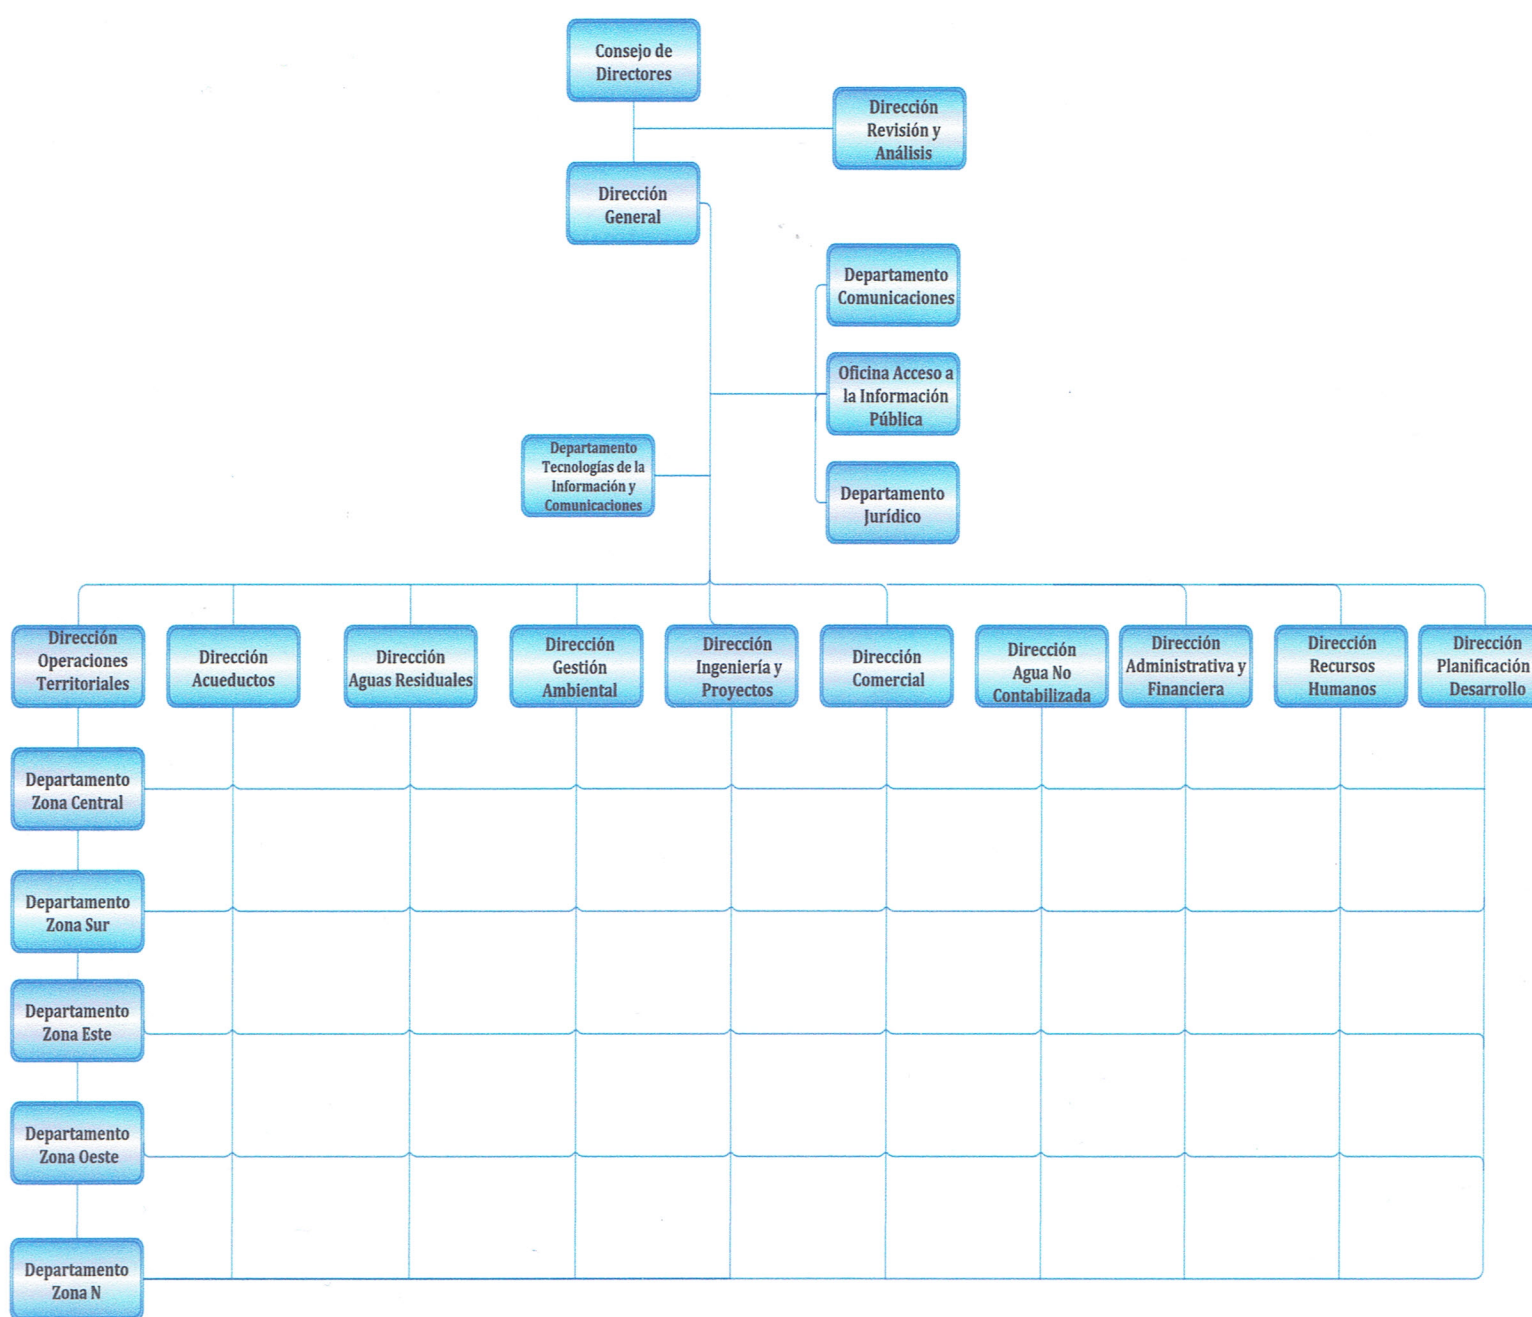 Consejo de
Directores
Dirección
Revisión y
Análisis
Dirección
General
Departamento
Comunicaciones
Oficina Acceso a
la Información
Pública
Departamento
Tecnologías de la
Información y
Comunicaciones
Departamento
Jurídico
Dirección
Operaciones
Territoriales
Dirección
Acueductos
Dirección
Aguas Residuales
Dirección
Gestión
Ambiental
Dirección
Ingeniería y
Proyectos
Dirección
Comercial
Dirección
Agua No
Contabilizada
Dirección
Administrativa y
Financiera
Dirección
Recursos
Humanos
Dirección
Planificación
Desarrollo
Departamento
Zona Central
Departamento
Zona Sur
Departamento
Zona Este
Departamento
Zona Oeste
Departamento
Zona N